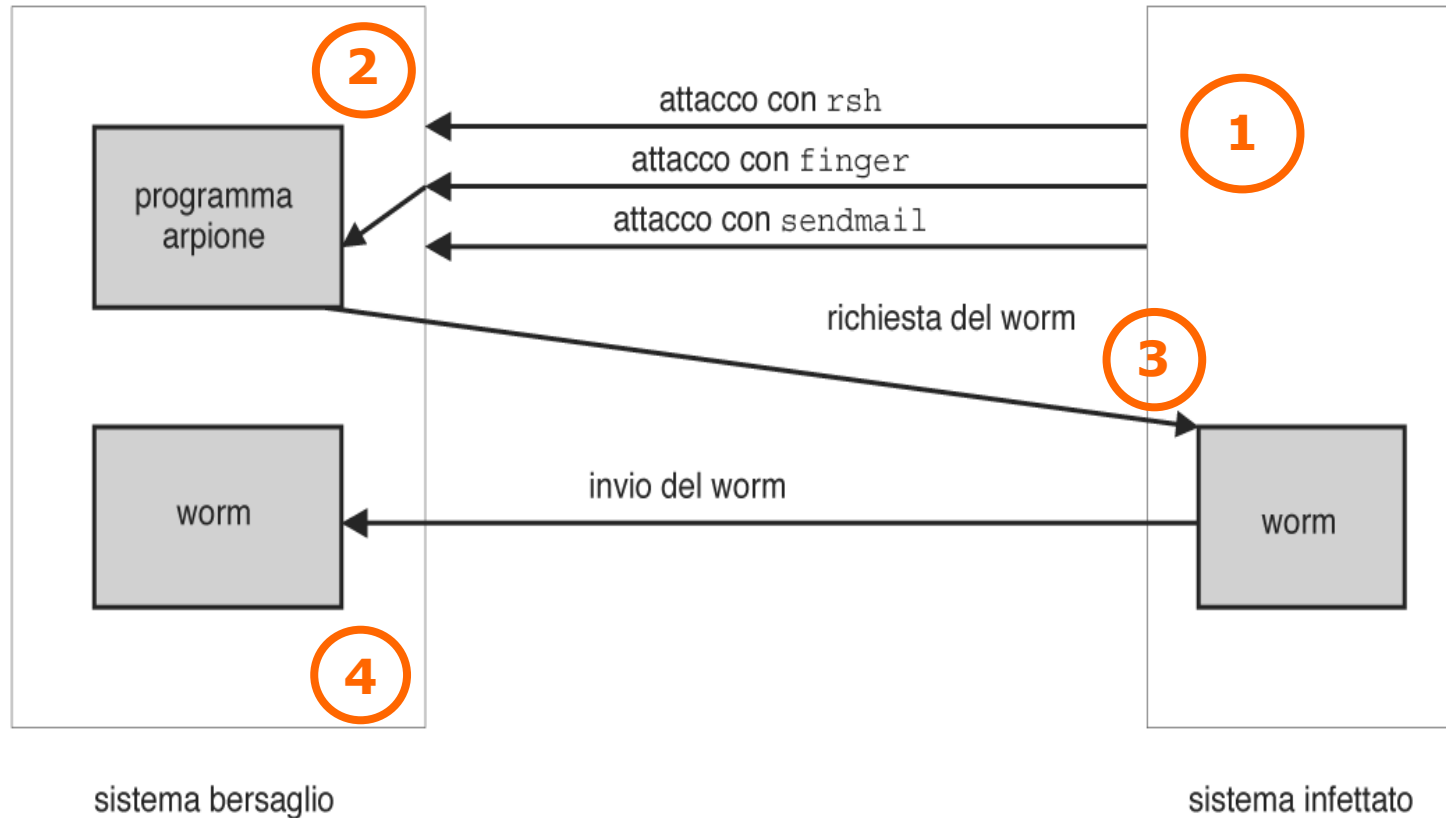 2
attacco con rsh
1
attacco con finger
programma
arpione
attacco con sendmail
richiesta del worm
3
invio del worm
worm
worm
4
sistema bersaglio
sistema infettato